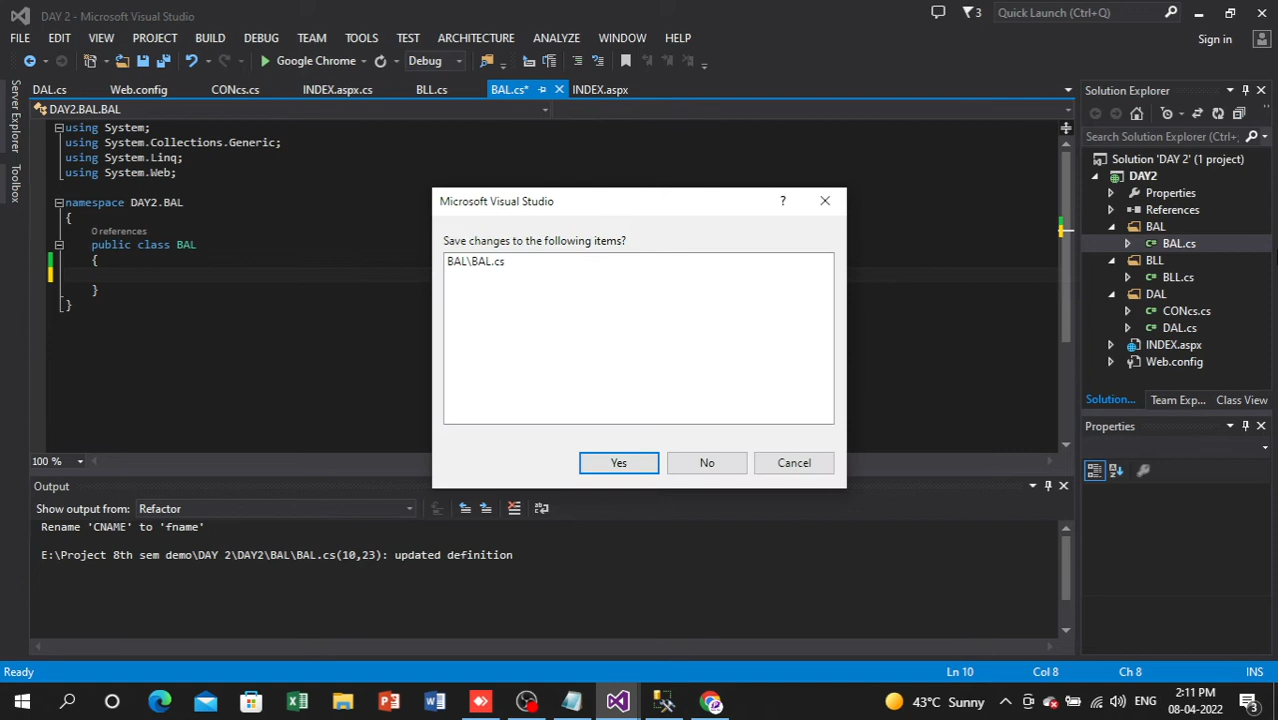 DAY 2 - Microsoft Visual Studio
3
Quick Launch (Ctrl+Q)
FILE EDIT VIEW PROJECT BUILD DEBUG TEAM TOOLS TEST ARCHITECTURE ANALYZE WINDOW HELP
Sign in
Google Chrome
Debug
Server Explorer
Toolbox
DAL.cs Web.config CONcs.cs INDEX.aspx.cs BLL.cs BAL.cs* INDEX.aspx
DAY2.BAL.BAL
using System;
using System.Collections.Generic;
using System.Linq;
using System.Web;
namespace DAY2.BAL
{
0 references
public class BAL
{
}
}
100 %
Microsoft Visual Studio
?
Save changes to the following items?
BAL\BAL.cs
Yes No Cancel
Solution Explorer
Search Solution Explorer (Ctrl+;)
Solution 'DAY 2' (1 project)
DAY2
Properties
References
BAL
C# BAL.cs
BLL
C# BLL.cs
DAL
C# CONcs.cs
C# DAL.cs
INDEX.aspx
Web.config
Solution... Team Exp... Class View
Properties
Output
Show output from: Refactor
Rename 'CNAME' to 'fname'
E:\Project 8th sem demo\DAY 2\DAY2\BAL\BAL.cs(10,23): updated definition
Ready
Ln 10 Col 8 Ch 8 INS
43°C Sunny
ENG
2:11 PM
08-04-2022
3